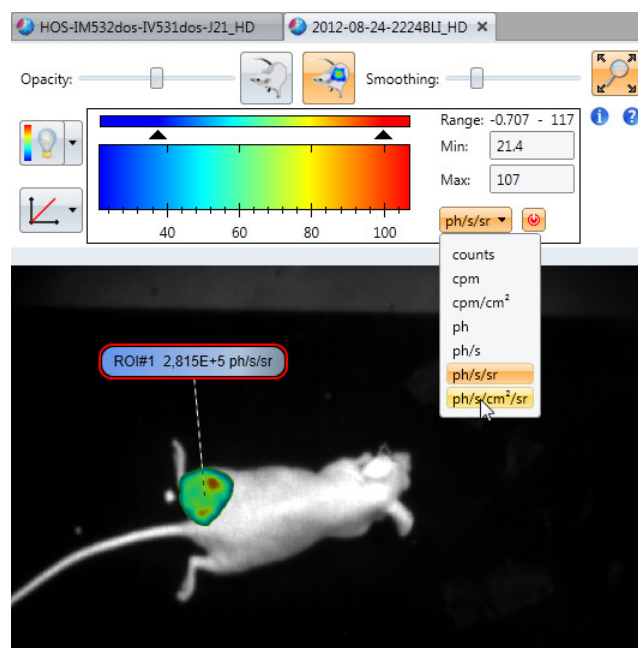 HOS-IM532dos-IV531dos-J21_HD
2012-08-24-2224BLI_HD
Opacity:
Smoothing:
Range: -0.707 - 117
Min: 21.4
Max: 107
40 60 80 100
ph/s/sr
counts
cpm
cpm/cm²
ph
ph/s
ph/s/sr
ph/s/cm²/sr
ROI#1 2,815E+5 ph/s/sr